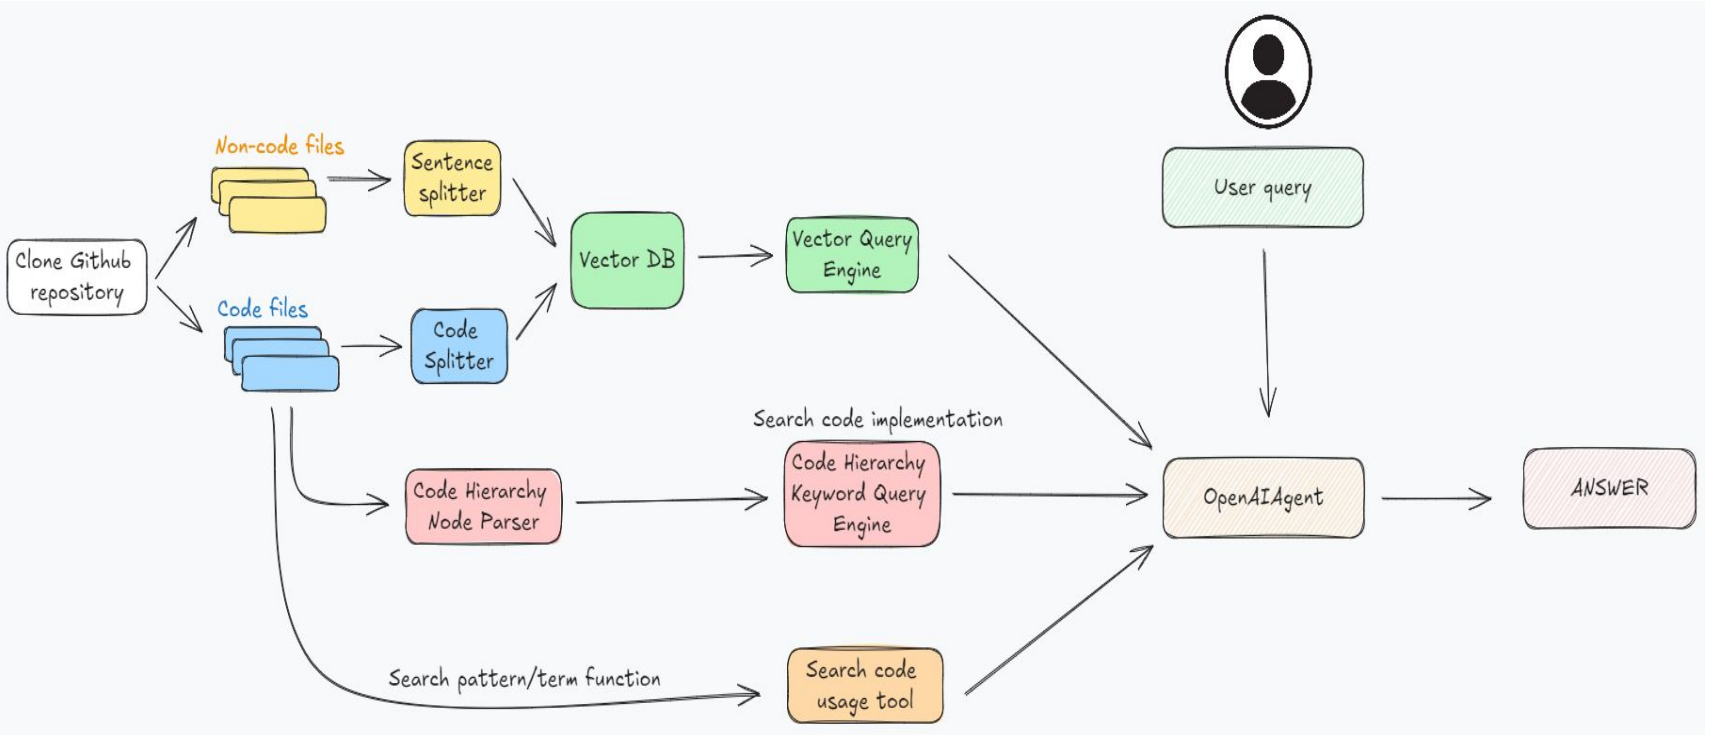 Non-code files
Sentence
splitter
User query
Clone Github
repository
Vector DB
Vector Query
Engine
Code files
Code
Splitter
Search code implementation
Code Hierarchy
Node Parser
Code Hierarchy
Keyword Query
Engine
OpenAIAgent
ANSWER
Search pattern/term function
Search code
usage tool